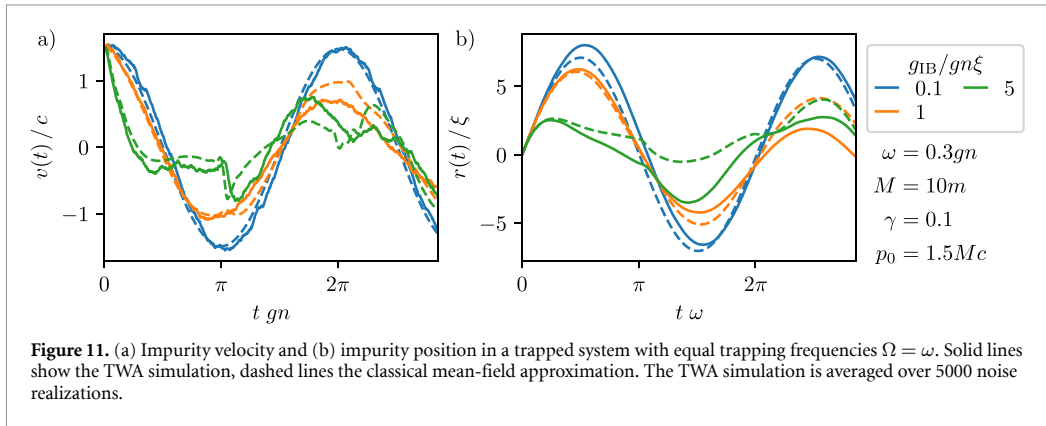 a)
v(t)/c
1
0
−1
0
π
2π
t gn
b)
r(t)/ξ
5
0
−5
0
π
2π
t ω
g_IB/gnξ
0.1
5
1
ω = 0.3gn
M = 10m
γ = 0.1
p_0 = 1.5Mc
Figure 11. (a) Impurity velocity and (b) impurity position in a trapped system with equal trapping frequencies Ω = ω. Solid lines
show the TWA simulation, dashed lines the classical mean-field approximation. The TWA simulation is averaged over 5000 noise
realizations.